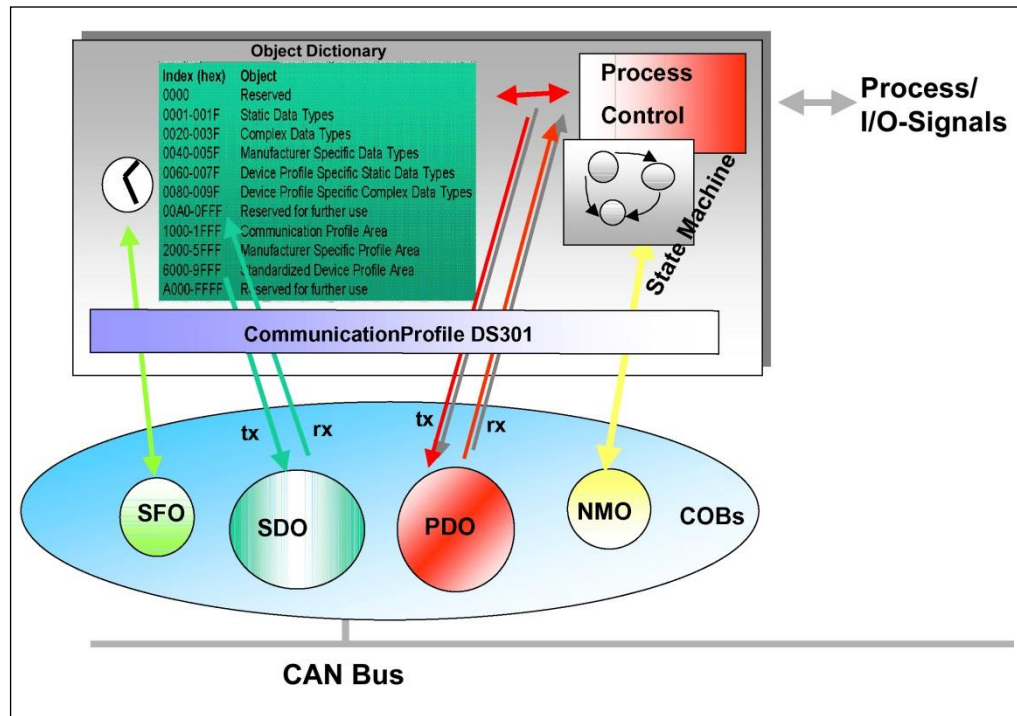 Object Dictionary
Index (hex) Object
0000 Reserved
0001-001F Static Data Types
0020-003F Complex Data Types
0040-005F Manufacturer Specific Data Types
0060-007F Device Profile Specific Static Data Types
0080-009F Device Profile Specific Complex Data Types
00A0-0FFF Reserved for further use
1000-1FFF Communication Profile Area
2000-5FFF Manufacturer Specific Profile Area
6000-9FFF Standardized Device Profile Area
A000-FFFF Reserved for further use
Process
Control
State Machine
Process/
I/O-Signals
CommunicationProfile DS301
tx rx tx rx
SFO SDO PDO NMO COBs
CAN Bus